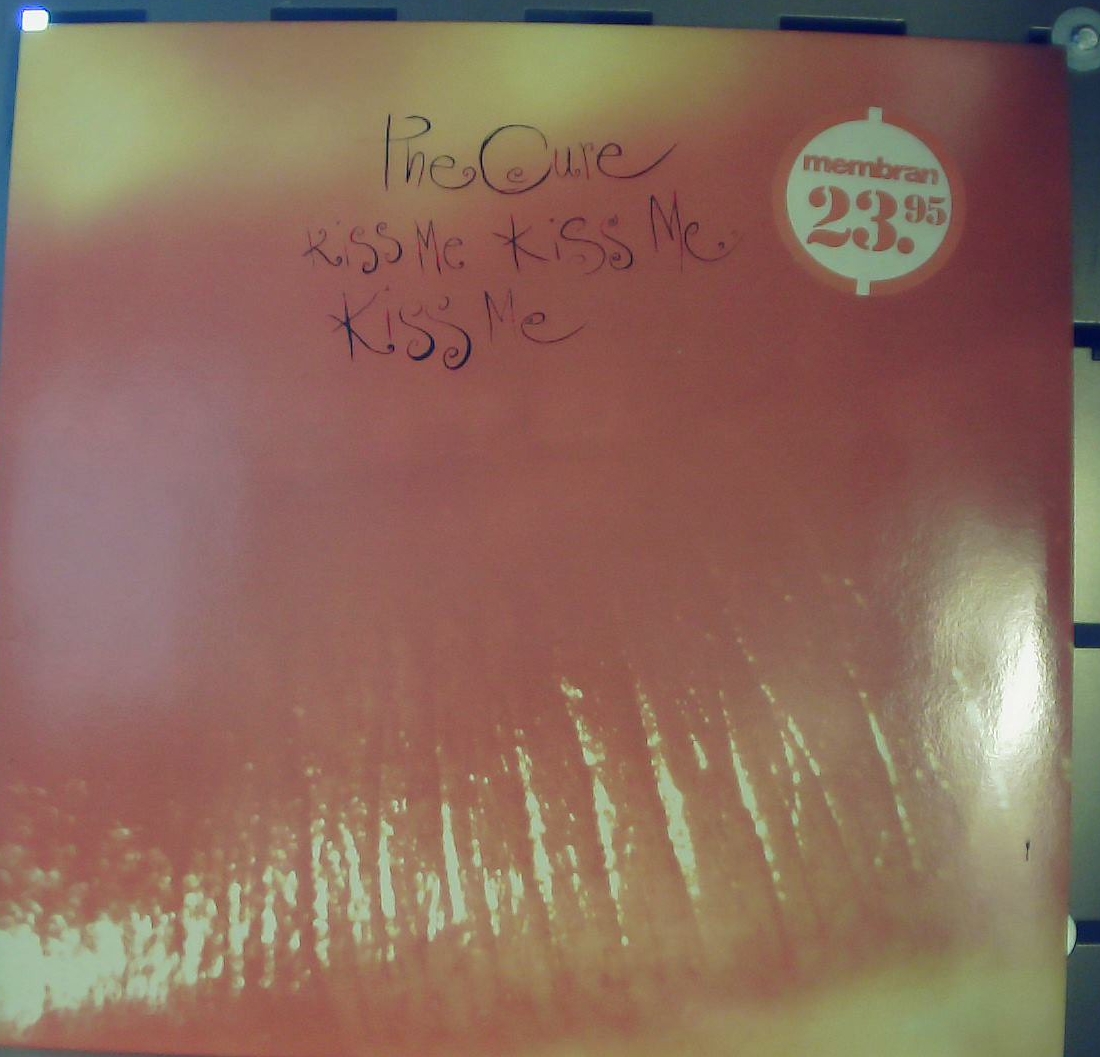 The Cure
Kiss Me Kiss Me
Kiss Me
membran
23.95